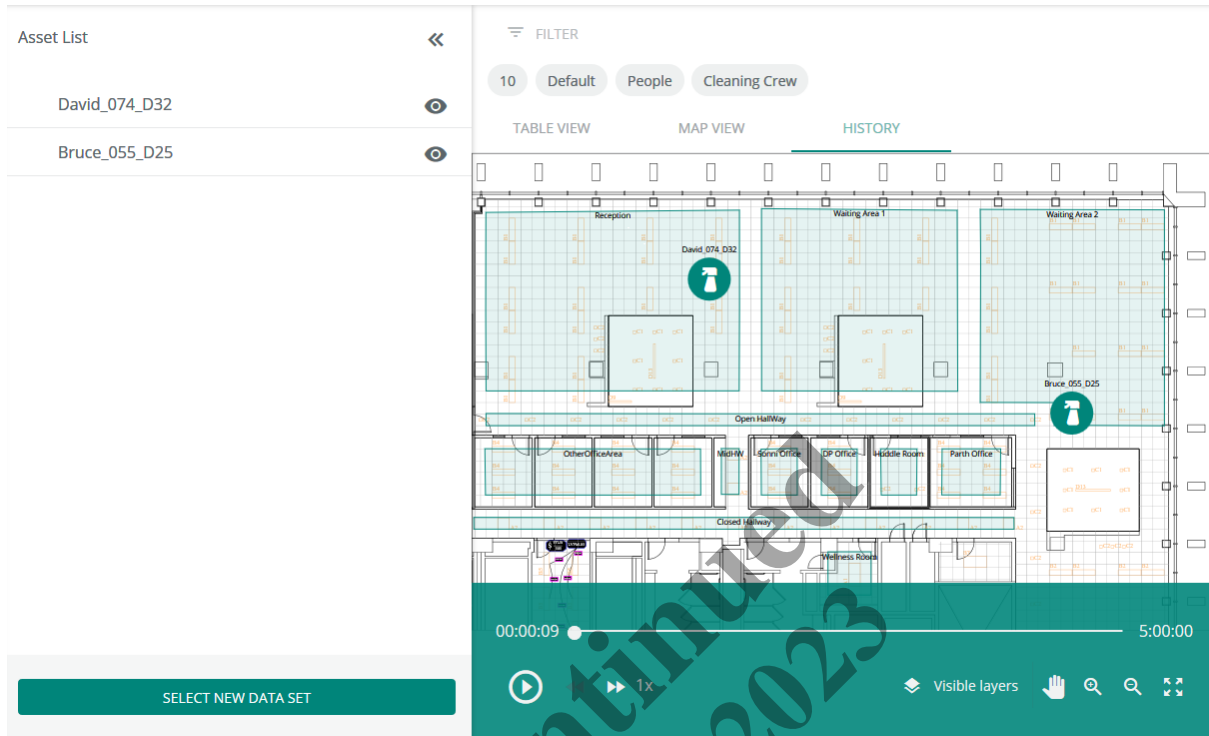 Asset List
FILTER
David_074_D32
Bruce_055_D25
10 Default People Cleaning Crew
TABLE VIEW MAP VIEW HISTORY
Reception Waiting Area 1 Waiting Area 2
David_074_D32
Bruce_055_D25
Open HallWay
OtherOfficeArea MidHW Sonni Office DP Office Huddle Room Parth Office
Closed Hallway
Wellness Room
00:00:09 5:00:00
1x Visible layers
SELECT NEW DATA SET
tinued
2023